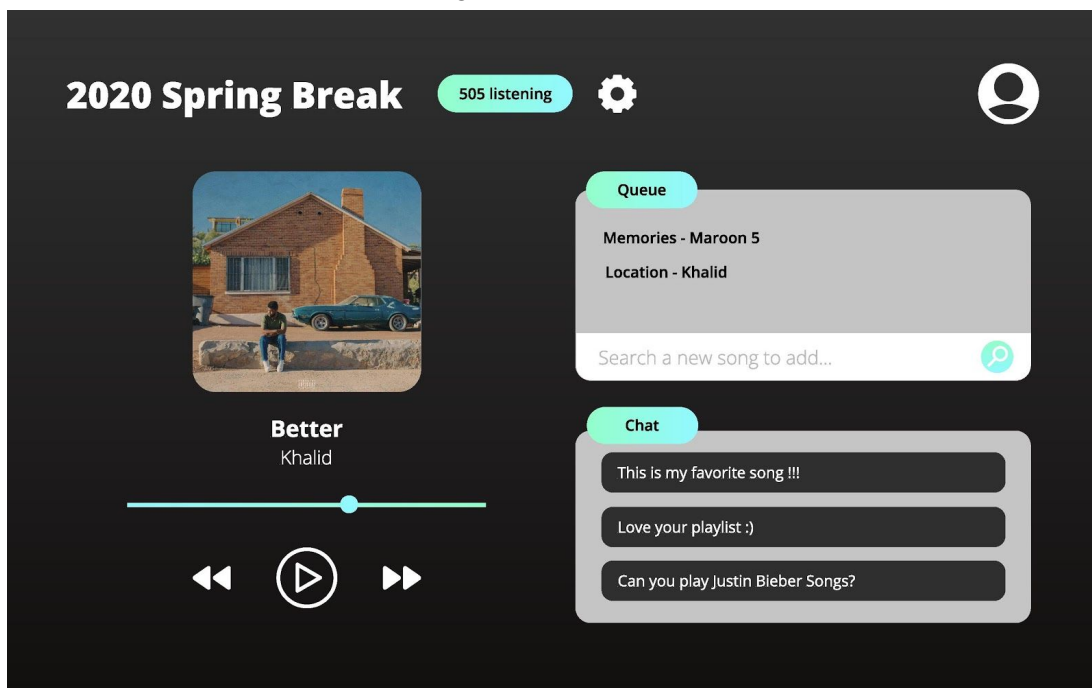 2020 Spring Break
505 listening
Better
Khalid
Queue
Memories - Maroon 5
Location - Khalid
Search a new song to add...
Chat
This is my favorite song !!!
Love your playlist :)
Can you play Justin Bieber Songs?